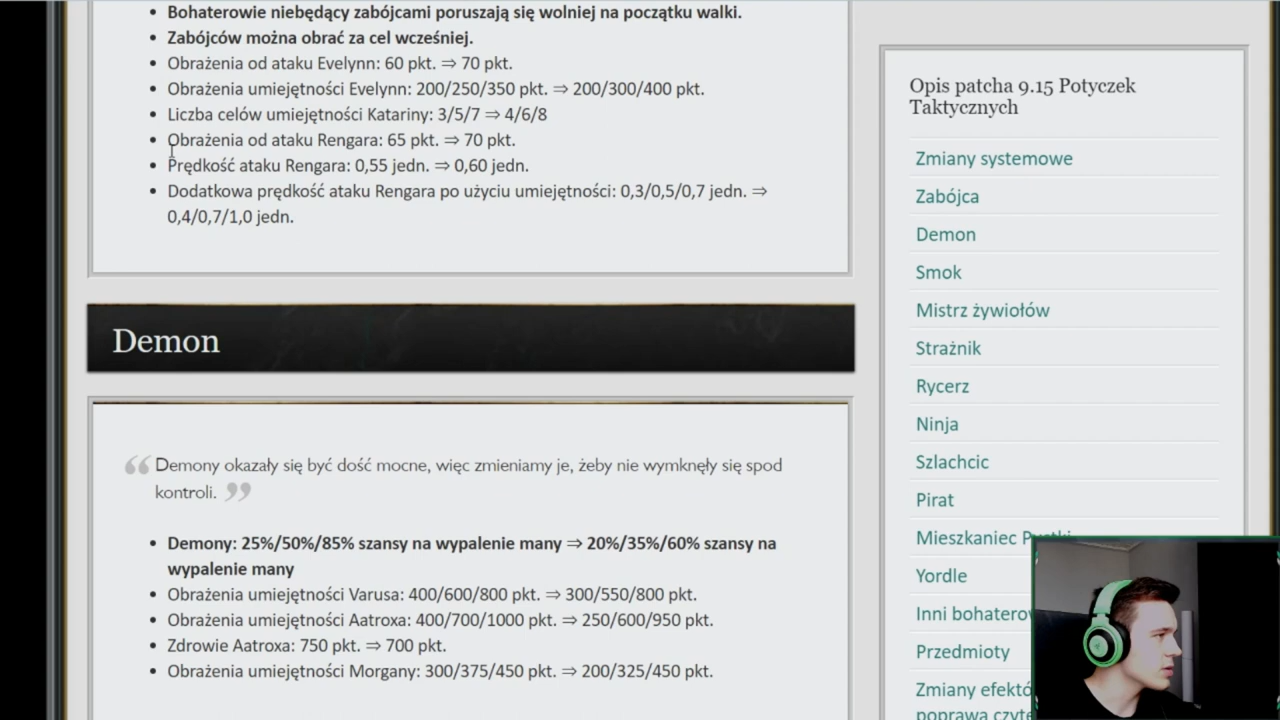 Bohaterowie niebędący zabójcami poruszają się wolniej na początku walki.
Zabójców można obrać za cel wcześniej.
Obrażenia od ataku Evelynn: 60 pkt. ⇒ 70 pkt.
Obrażenia umiejętności Evelynn: 200/250/350 pkt. ⇒ 200/300/400 pkt.
Liczba celów umiejętności Katariny: 3/5/7 ⇒ 4/6/8
Obrażenia od ataku Rengara: 65 pkt. ⇒ 70 pkt.
Prędkość ataku Rengara: 0,55 jedn. ⇒ 0,60 jedn.
Dodatkowa prędkość ataku Rengara po użyciu umiejętności: 0,3/0,5/0,7 jedn. ⇒
0,4/0,7/1,0 jedn.
Demon
“ Demony okazały się być dość mocne, więc zmieniamy je, żeby nie wymknęły się spod
kontroli. ”
Demony: 25%/50%/85% szansy na wypalenie many ⇒ 20%/35%/60% szansy na
wypalenie many
Obrażenia umiejętności Varusa: 400/600/800 pkt. ⇒ 300/550/800 pkt.
Obrażenia umiejętności Aatroxa: 400/700/1000 pkt. ⇒ 250/600/950 pkt.
Zdrowie Aatroxa: 750 pkt. ⇒ 700 pkt.
Obrażenia umiejętności Morgany: 300/375/450 pkt. ⇒ 200/325/450 pkt.
Opis patcha 9.15 Potyczek
Taktycznych
Zmiany systemowe
Zabójca
Demon
Smok
Mistrz żywiołów
Strażnik
Rycerz
Ninja
Szlachcic
Pirat
Mieszkaniec
Yordle
Inni
Przedmioty
Zmiany
poprawa